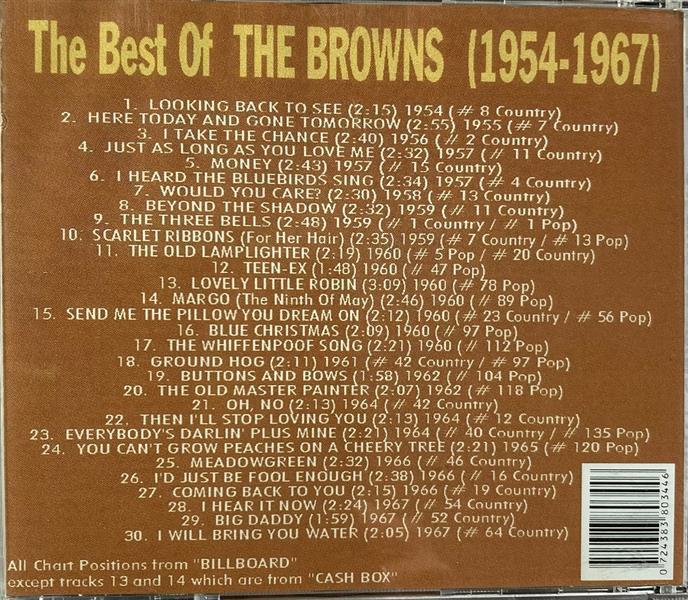 The Best Of THE BROWNS (1954-1967)
1. LOOKING BACK TO SEE (2:15) 1954 (# 8 Country)
2. HERE TODAY AND GONE TOMORROW (2:55) 1955 (# 7 Country)
3. I TAKE THE CHANCE (2:40) 1956 (# 2 Country)
4. JUST AS LONG AS YOU LOVE ME (2:32) 1957 (# 11 Country)
5. MONEY (2:43) 1957 (# 15 Country)
6. I HEARD THE BLUEBIRDS SING (2:34) 1957 (# 4 Country)
7. WOULD YOU CARE? (2:30) 1958 (# 13 Country)
8. BEYOND THE SHADOW (2:32) 1959 (# 11 Country)
9. THE THREE BELLS (2:48) 1959 (# 1 Country / # 1 Pop)
10. SCARLET RIBBONS (For Her Hair) (2:35) 1959 (# 7 Country / # 13 Pop)
11. THE OLD LAMPLIGHTER (2:19) 1960 (# 5 Pop / # 20 Country)
12. TEEN-EX (1:48) 1960 (# 47 Pop)
13. LOVELY LITTLE ROBIN (3:09) 1960 (# 78 Pop)
14. MARGO (The Ninth Of May) (2:46) 1960 (# 89 Pop)
15. SEND ME THE PILLOW YOU DREAM ON (2:12) 1960 (# 23 Country / # 56 Pop)
16. BLUE CHRISTMAS (2:09) 1960 (# 97 Pop)
17. THE WHIFFENPOOF SONG (2:21) 1960 (# 112 Pop)
18. GROUND HOG (2:11) 1961 (# 42 Country / # 97 Pop)
19. BUTTONS AND BOWS (1:58) 1962 (# 104 Pop)
20. THE OLD MASTER PAINTER (2:07) 1962 (# 118 Pop)
21. OH, NO (2:13) 1964 (# 42 Country)
22. THEN I'LL STOP LOVING YOU (2:13) 1964 (# 12 Country)
23. EVERYBODY'S DARLIN' PLUS MINE (2:21) 1964 (# 40 Country / # 135 Pop)
24. YOU CAN'T GROW PEACHES ON A CHEERY TREE (2:21) 1965 (# 120 Pop)
25. MEADOWGREEN (2:32) 1966 (# 46 Country)
26. I'D JUST BE FOOL ENOUGH (2:38) 1966 (# 16 Country)
27. COMING BACK TO YOU (2:15) 1966 (# 19 Country)
28. I HEAR IT NOW (2:24) 1967 (# 54 Country)
29. BIG DADDY (1:59) 1967 (# 52 Country)
30. I WILL BRING YOU WATER (2:05) 1967 (# 64 Country)
All Chart Positions from "BILLBOARD"
except tracks 13 and 14 which are from "CASH BOX"
0 724383 803446